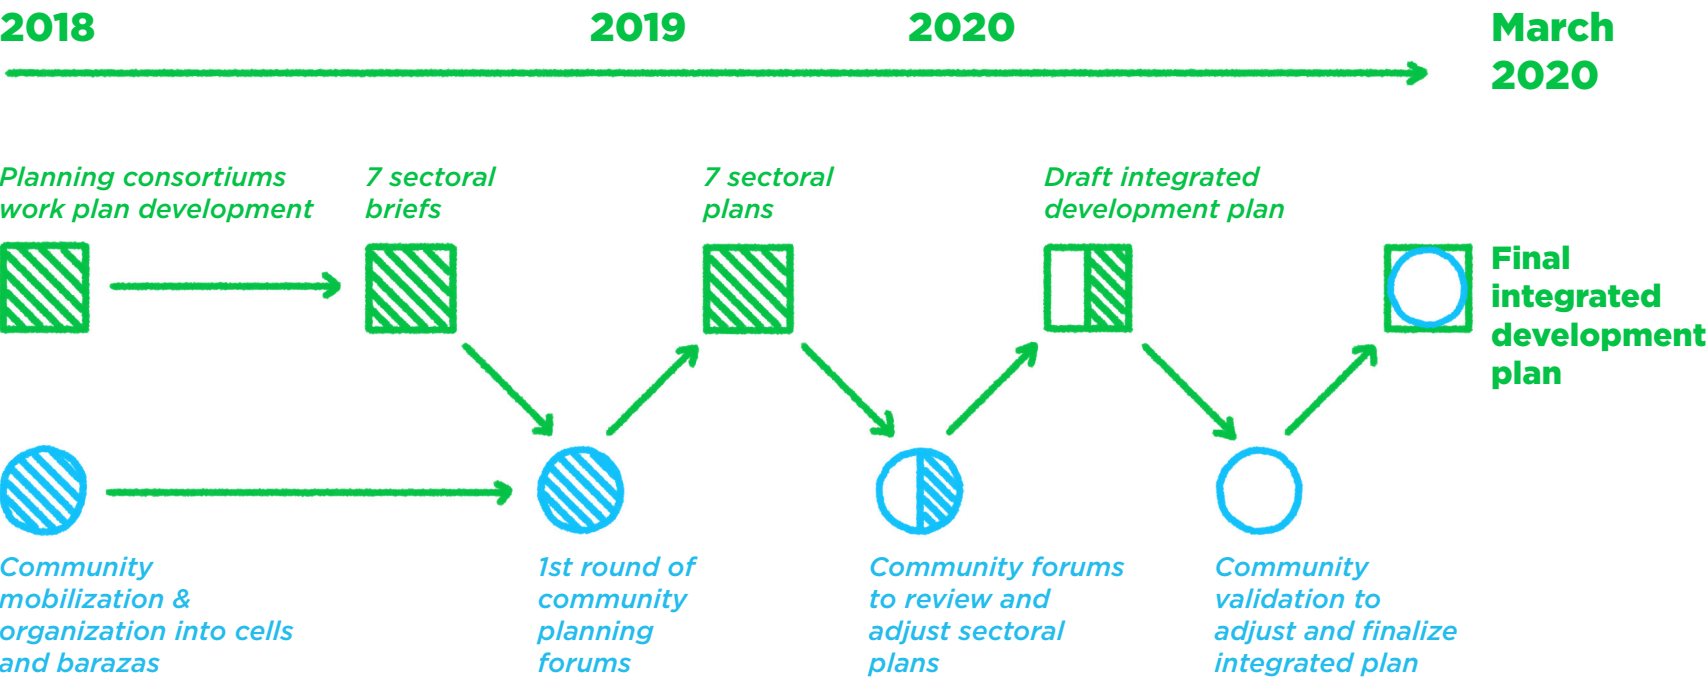 2018
2019
2020
March
2020
Planning consortiums
work plan development
7 sectoral
briefs
7 sectoral
plans
Draft integrated
development plan
Final
integrated
development
plan
Community
mobilization &
organization into cells
and barazas
1st round of
community
planning
forums
Community forums
to review and
adjust sectoral
plans
Community
validation to
adjust and finalize
integrated plan